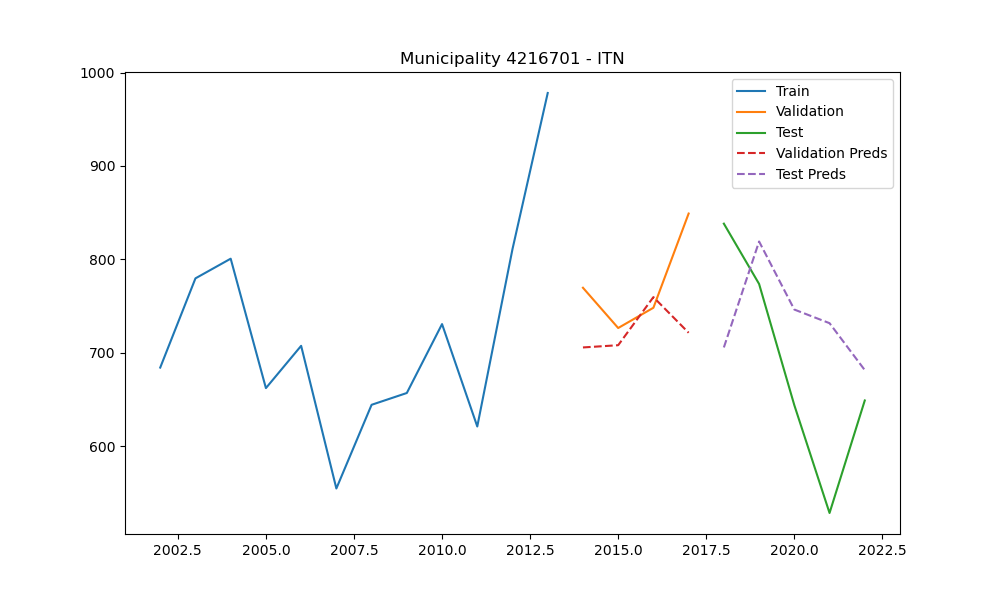 Municipality 4216701 - ITN
1000
900
800
700
600
2002.5 2005.0 2007.5 2010.0 2012.5 2015.0 2017.5 2020.0 2022.5
Train
Validation
Test
Validation Preds
Test Preds